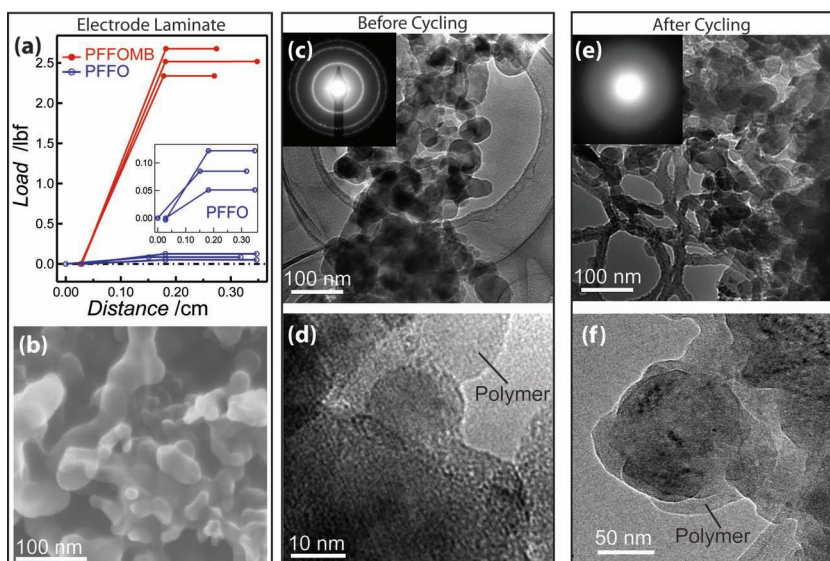 Electrode Laminate
Before Cycling
After Cycling
(a)
PFFOMB
PFFO
2.5
2.0
1.5
1.0
0.5
0.0
Load /lbf
0.10
0.05
0.00
PFFO
0.0 0.10 0.20 0.30
0.00 0.10 0.20 0.30
Distance /cm
(b)
100 nm
(c)
100 nm
(d)
Polymer
10 nm
(e)
100 nm
(f)
Polymer
50 nm